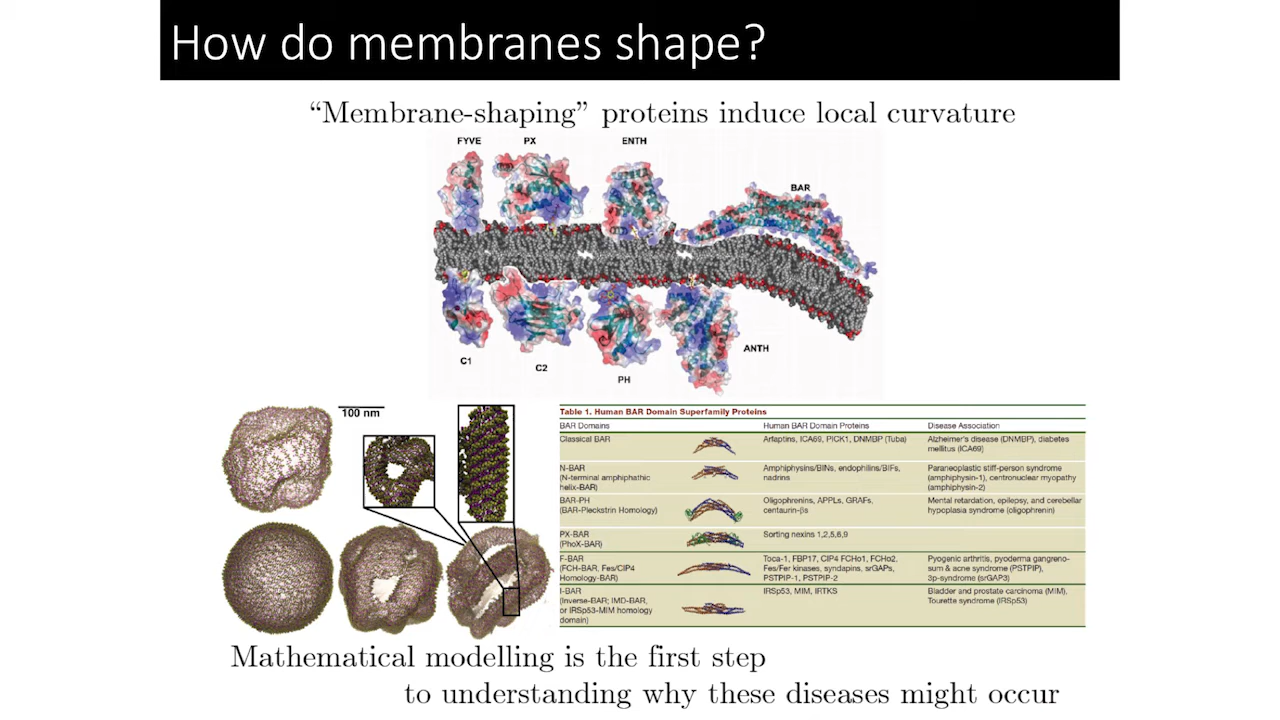 How do membranes shape?
“Membrane-shaping” proteins induce local curvature
FYVE
PX
ENTH
BAR
C1
C2
PH
ANTH
100 nm
Table 1. Human BAR Domain Superfamily Proteins
BAR Domains
Human BAR Domain Proteins
Disease Association
Classical BAR
Arfaptins, ICA69, PICK1, DNMBP (Tuba)
Alzheimer's disease (DNMBP), diabetes
mellitus (ICA69)
N-BAR
(N-terminal amphipathic
helix-BAR)
Amphiphysins/BINs, endophilins/BIFs,
nadrins
Paraneoplastic stiff-person syndrome
(amphiphysin-1), centronuclear myopathy
(amphiphysin-2)
BAR-PH
(BAR-Pleckstrin Homology)
Oligophrenins, APPLs, GRAFs,
centaurin-βs
Mental retardation, epilepsy, and cerebellar
hypoplasia syndrome (oligophrenin)
PX-BAR
(PhoX-BAR)
Sorting nexins 1,2,5,6,9
F-BAR
(FCH-BAR, Fes/CIP4
Homology-BAR)
Toca-1, FBP17, CIP4 FCHo1, FCHo2,
Fes/Fer kinases, syndapins, srGAPs,
PSTPIP-1, PSTPIP-2
Pyogenic arthritis, pyoderma gangreno-
sum & acne syndrome (PSTPIP),
3p-syndrome (srGAP3)
I-BAR
(Inverse-BAR; IMD-BAR,
or IRSp53-MIM homology
domain)
IRSp53, MIM, IRTKS
Bladder and prostate carcinoma (MIM),
Tourette syndrome (IRSp53)
Mathematical modelling is the first step
to understanding why these diseases might occur